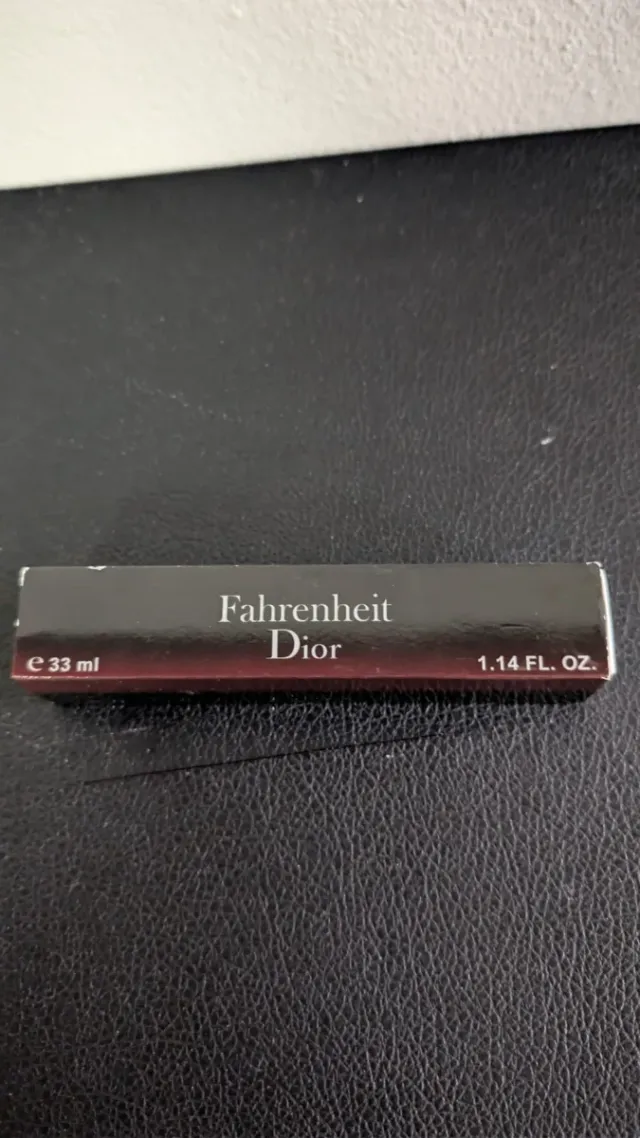 Fahrenheit
Dior
℮ 33 ml
1.14 FL. OZ.